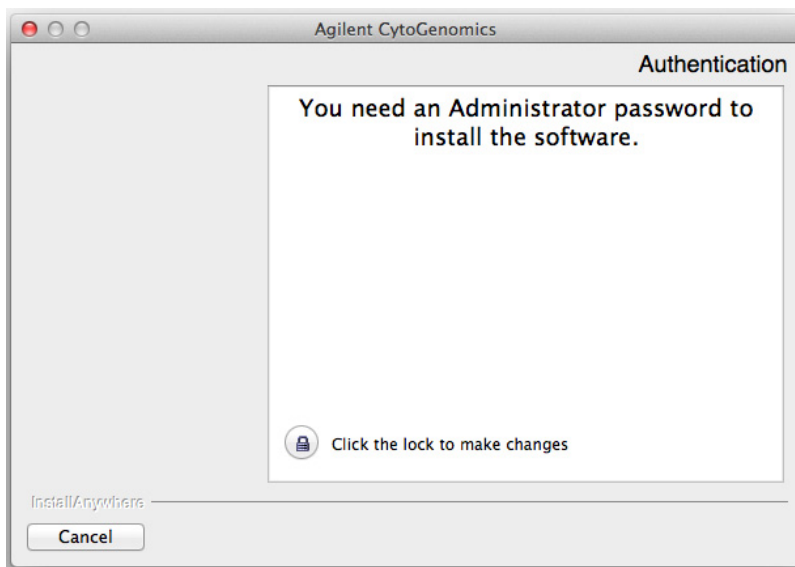 Agilent CytoGenomics
Authentication
You need an Administrator password to
install the software.
Click the lock to make changes
InstallAnywhere
Cancel